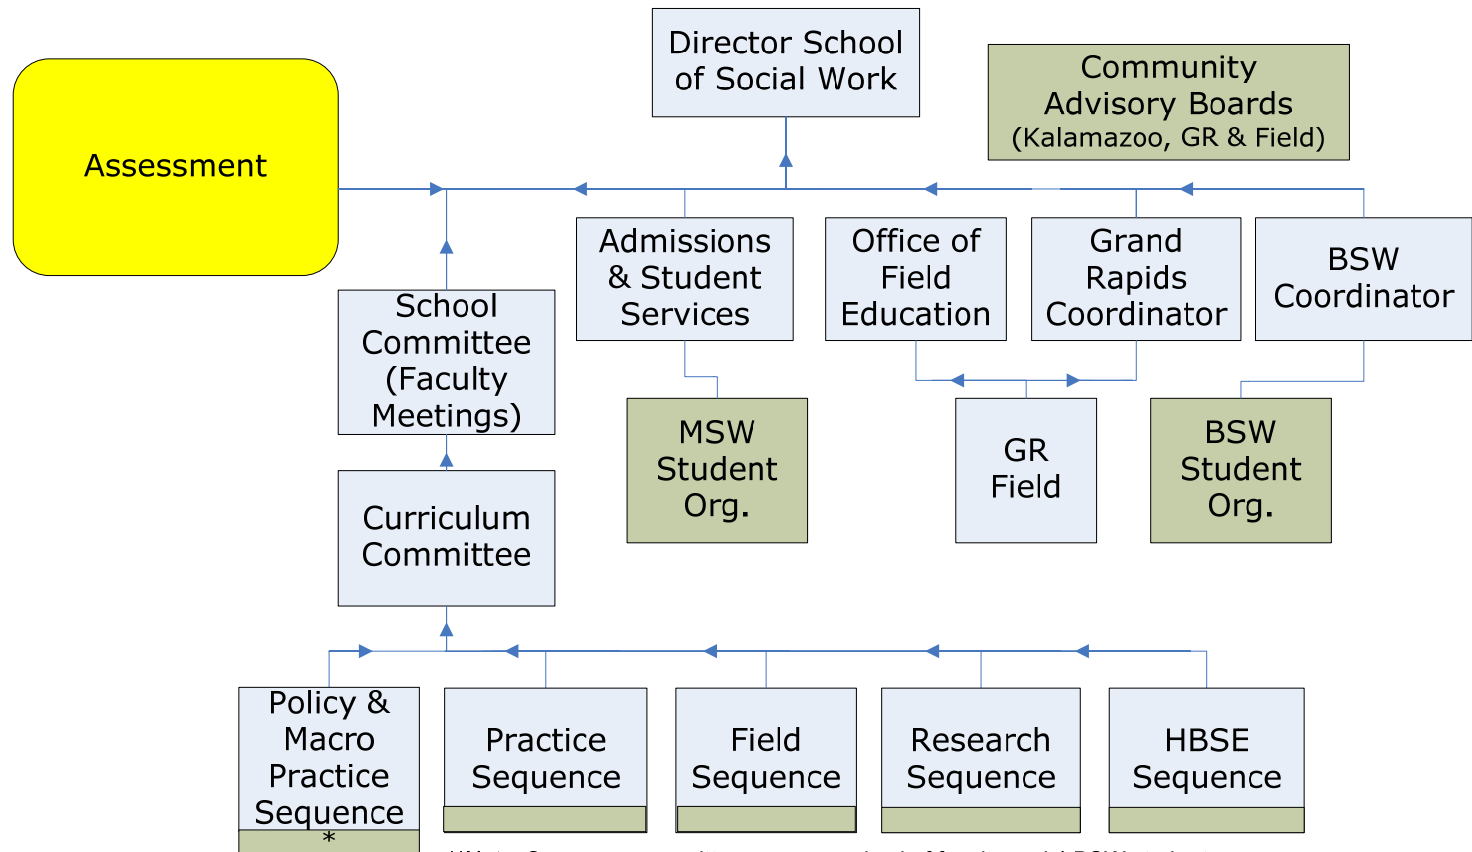 Director School
of Social Work
Community
Advisory Boards
(Kalamazoo, GR & Field)
Assessment
Admissions
& Student
Services
Office of
Field
Education
Grand
Rapids
Coordinator
BSW
Coordinator
School
Committee
(Faculty
Meetings)
MSW
Student
Org.
GR
Field
BSW
Student
Org.
Curriculum
Committee
Policy &
Macro
Practice
Sequence
*
Practice
Sequence
Field
Sequence
Research
Sequence
HBSE
Sequence